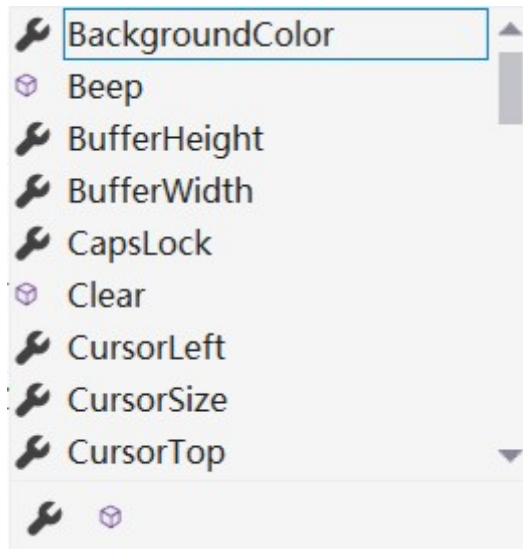 BackgroundColor
Beep
BufferHeight
BufferWidth
CapsLock
Clear
CursorLeft
CursorSize
CursorTop